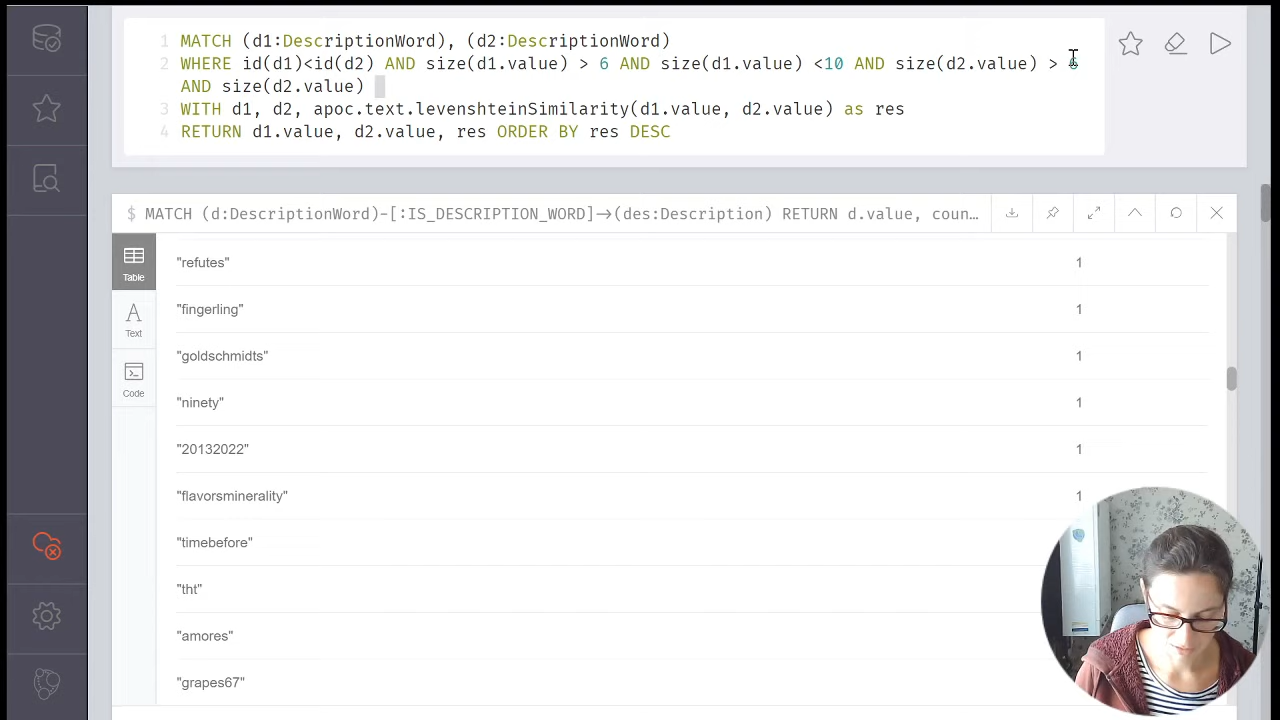 1 MATCH (d1:DescriptionWord), (d2:DescriptionWord)
2 WHERE id(d1)<id(d2) AND size(d1.value) > 6 AND size(d1.value) <10 AND size(d2.value) > 6
AND size(d2.value)
3 WITH d1, d2, apoc.text.levenshteinSimilarity(d1.value, d2.value) as res
4 RETURN d1.value, d2.value, res ORDER BY res DESC
$ MATCH (d:DescriptionWord)-[:IS_DESCRIPTION_WORD]→(des:Description) RETURN d.value, coun…
Table
Text
Code
"refutes" 1
"fingerling" 1
"goldschmidts" 1
"ninety" 1
"20132022" 1
"flavorsminerality" 1
"timebefore"
"tht"
"amores"
"grapes67"